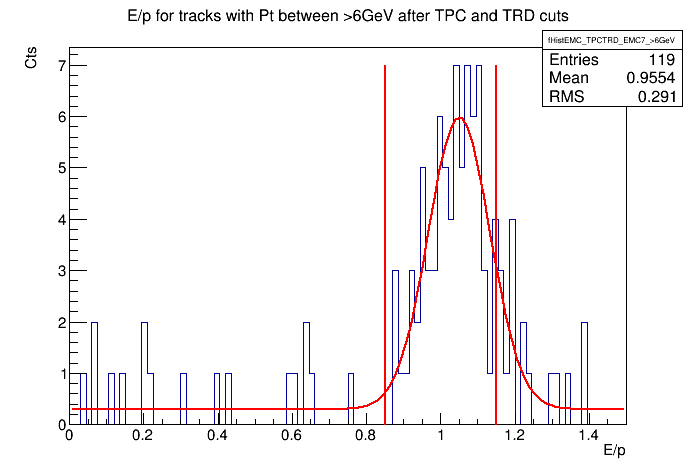 E/p for tracks with Pt between >6GeV after TPC and TRD cuts
fHistEMC_TPCTRD_EMC7_>6GeV
Entries 119
Mean 0.9554
RMS 0.291
Cts
7
6
5
4
3
2
1
0
0 0.2 0.4 0.6 0.8 1 1.2 1.4
E/p